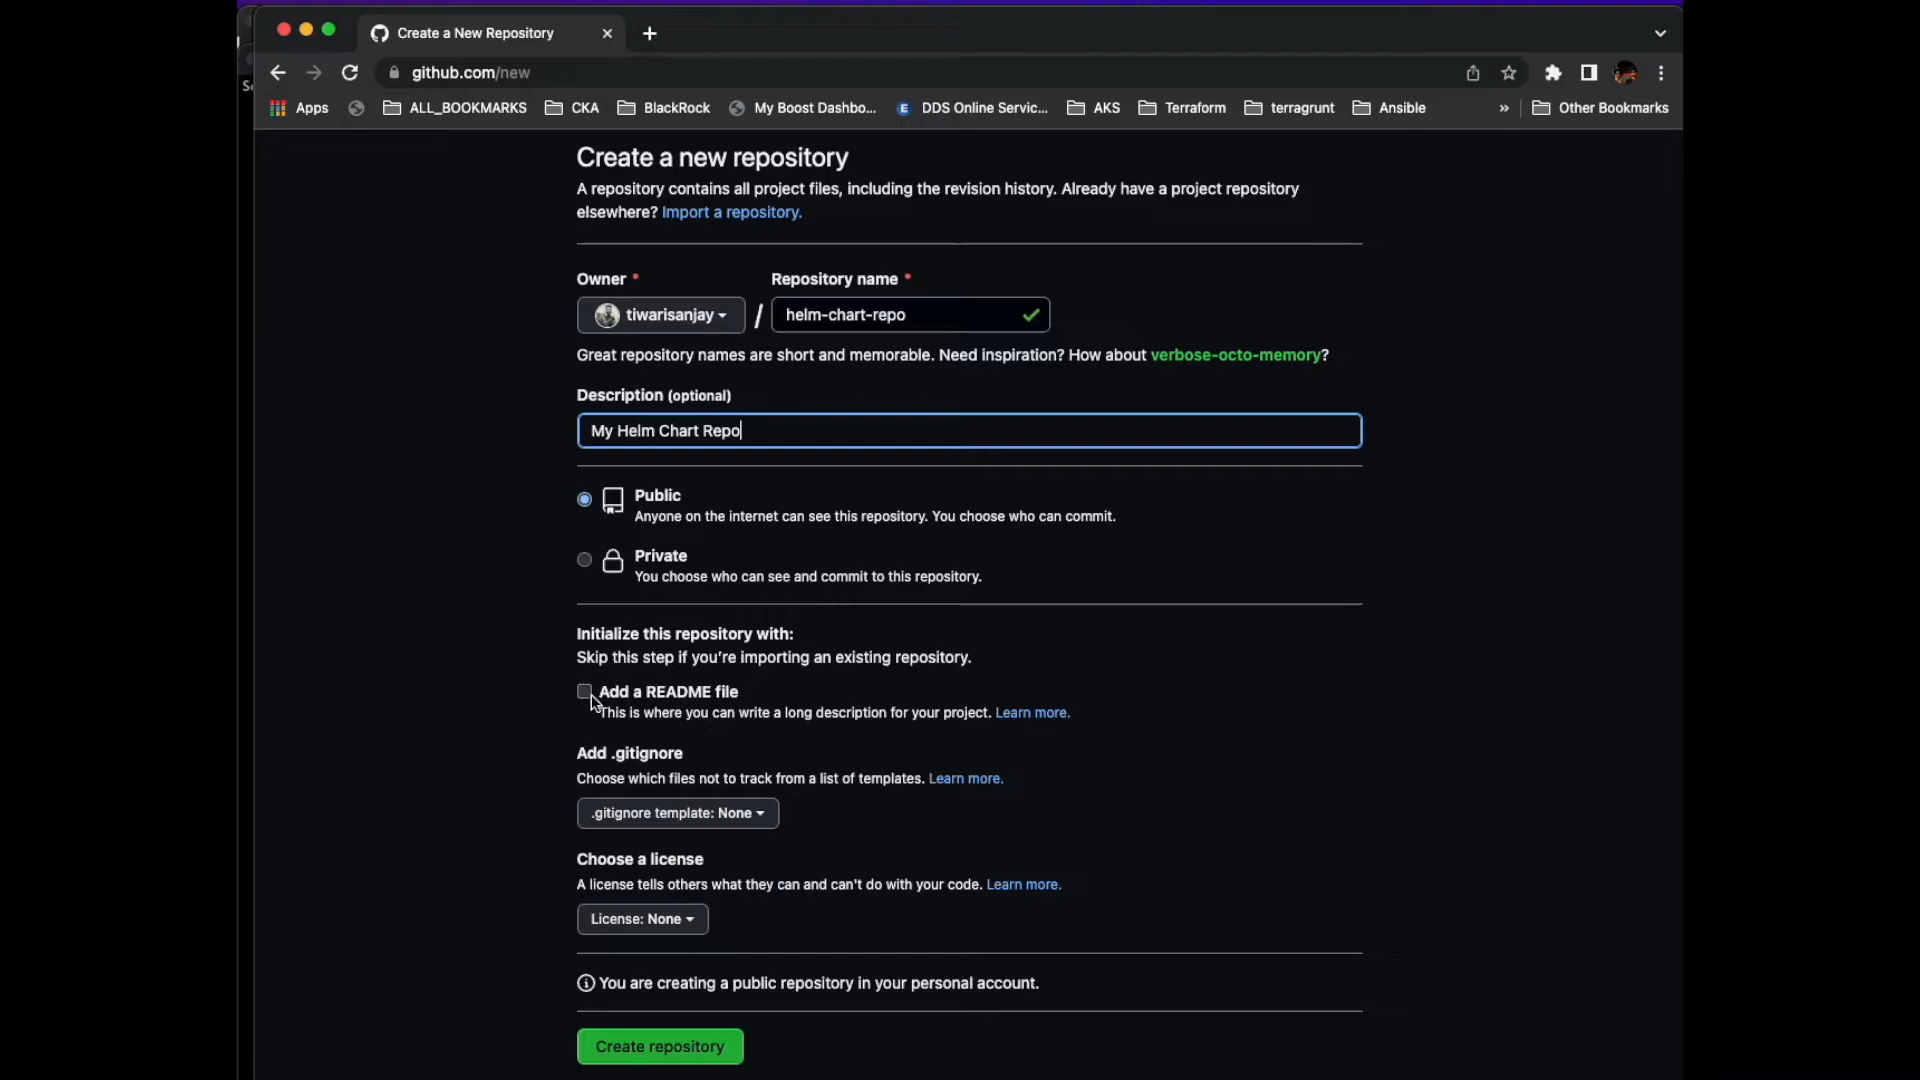 Create a New Repository
github.com/new
Apps
ALL_BOOKMARKS
CKA
BlackRock
My Boost Dashbo...
E
DDS Online Servic...
AKS
Terraform
terragrunt
Ansible
»
Other Bookmarks
Create a new repository
A repository contains all project files, including the revision history. Already have a project repository
elsewhere? Import a repository.
Owner *
Repository name *
tiwarisanjay
/
helm-chart-repo
Great repository names are short and memorable. Need inspiration? How about verbose-octo-memory?
Description (optional)
My Helm Chart Repo
Public
Anyone on the internet can see this repository. You choose who can commit.
Private
You choose who can see and commit to this repository.
Initialize this repository with:
Skip this step if you're importing an existing repository.
Add a README file
This is where you can write a long description for your project. Learn more.
Add .gitignore
Choose which files not to track from a list of templates. Learn more.
.gitignore template: None
Choose a license
A license tells others what they can and can't do with your code. Learn more.
License: None
You are creating a public repository in your personal account.
Create repository